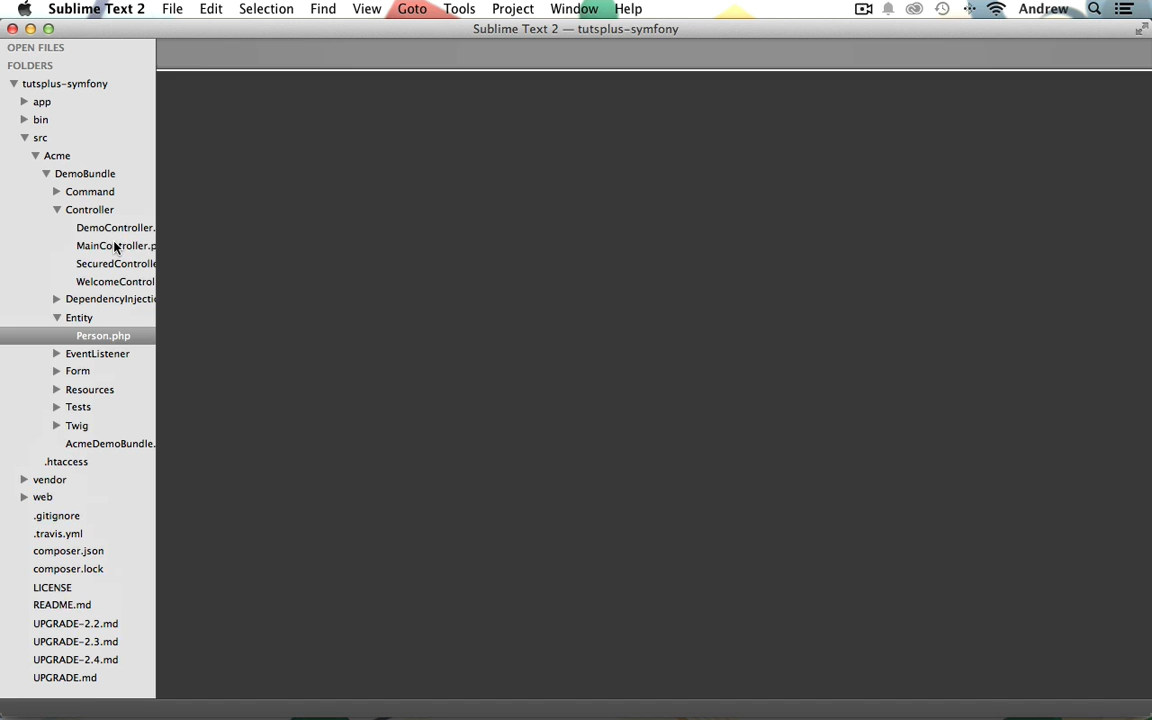 Sublime Text 2 File Edit Selection Find View Goto Tools Project Window Help Andrew
Sublime Text 2 — tutsplus-symfony
OPEN FILES
FOLDERS
tutsplus-symfony
app
bin
src
Acme
DemoBundle
Command
Controller
DemoController.
MainController.p
SecuredControlle
WelcomeControl
DependencyInjectio
Entity
Person.php
EventListener
Form
Resources
Tests
Twig
AcmeDemoBundle.
.htaccess
vendor
web
.gitignore
.travis.yml
composer.json
composer.lock
LICENSE
README.md
UPGRADE-2.2.md
UPGRADE-2.3.md
UPGRADE-2.4.md
UPGRADE.md